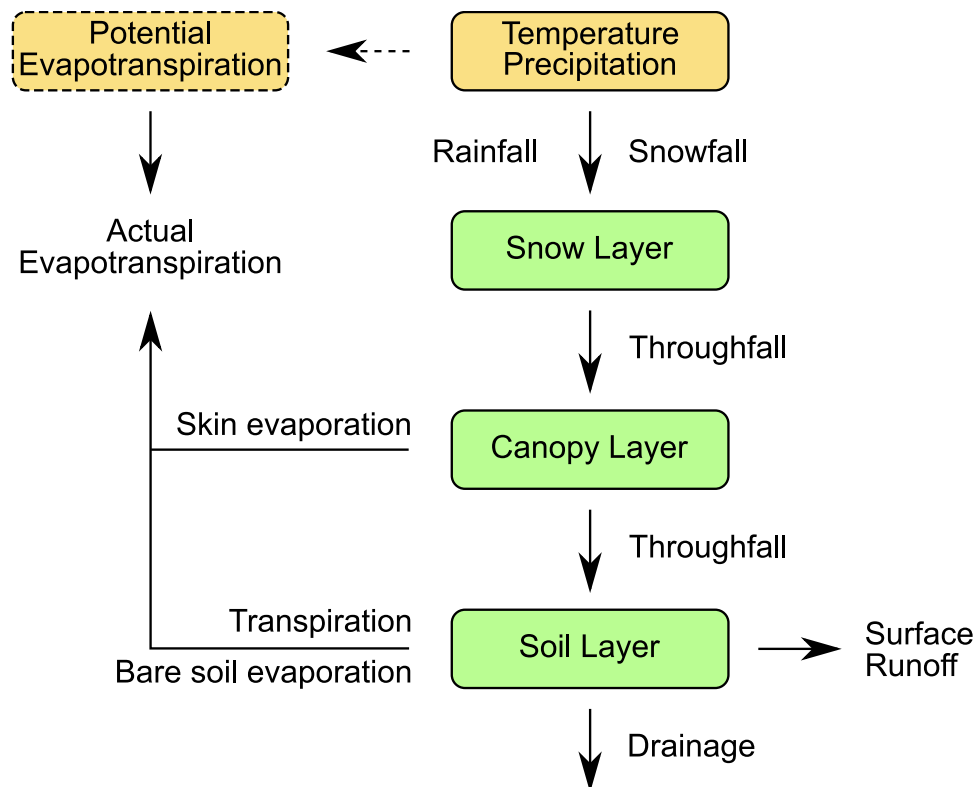 Potential
Evapotranspiration
Temperature
Precipitation
Rainfall
Snowfall
Actual
Evapotranspiration
Snow Layer
Throughfall
Skin evaporation
Canopy Layer
Throughfall
Transpiration
Bare soil evaporation
Soil Layer
Surface
Runoff
Drainage